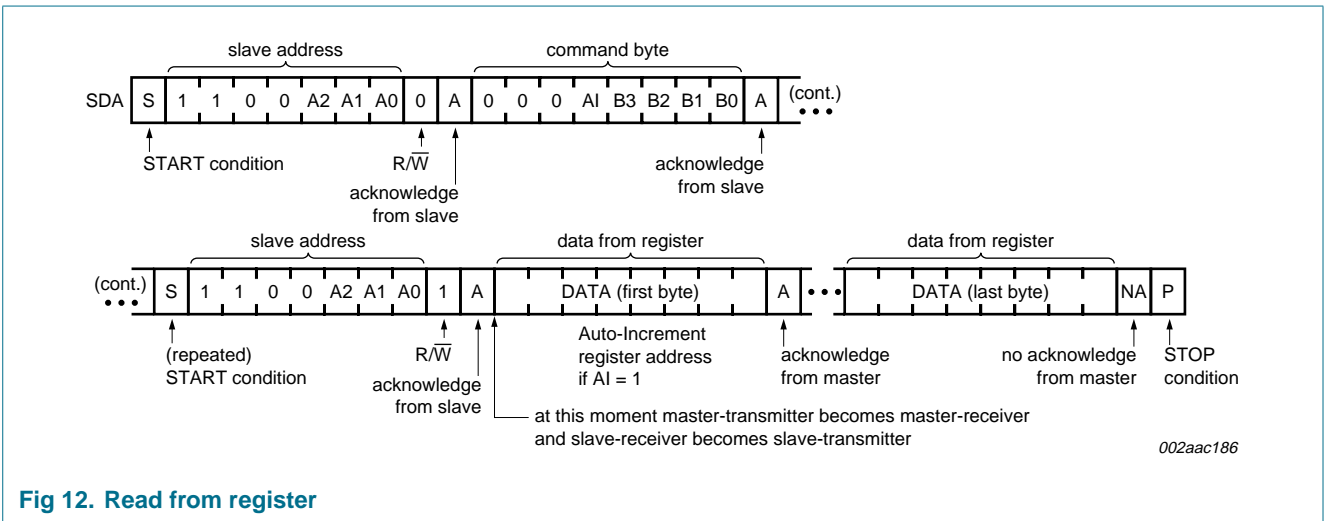 slave address command byte
SDA S 1 1 0 0 A2 A1 A0 0 A 0 0 0 AI B3 B2 B1 B0 A (cont.)
START condition R/W̅ acknowledge
from slave
acknowledge
from slave
slave address data from register data from register
(cont.) S 1 1 0 0 A2 A1 A0 1 A DATA (first byte) A DATA (last byte) NA P
(repeated)
START condition
R/W̅
acknowledge
from slave
Auto-Increment
register address
if AI = 1
acknowledge
from master
no acknowledge
from master
STOP
condition
at this moment master-transmitter becomes master-receiver
and slave-receiver becomes slave-transmitter
002aac186
Fig 12. Read from register